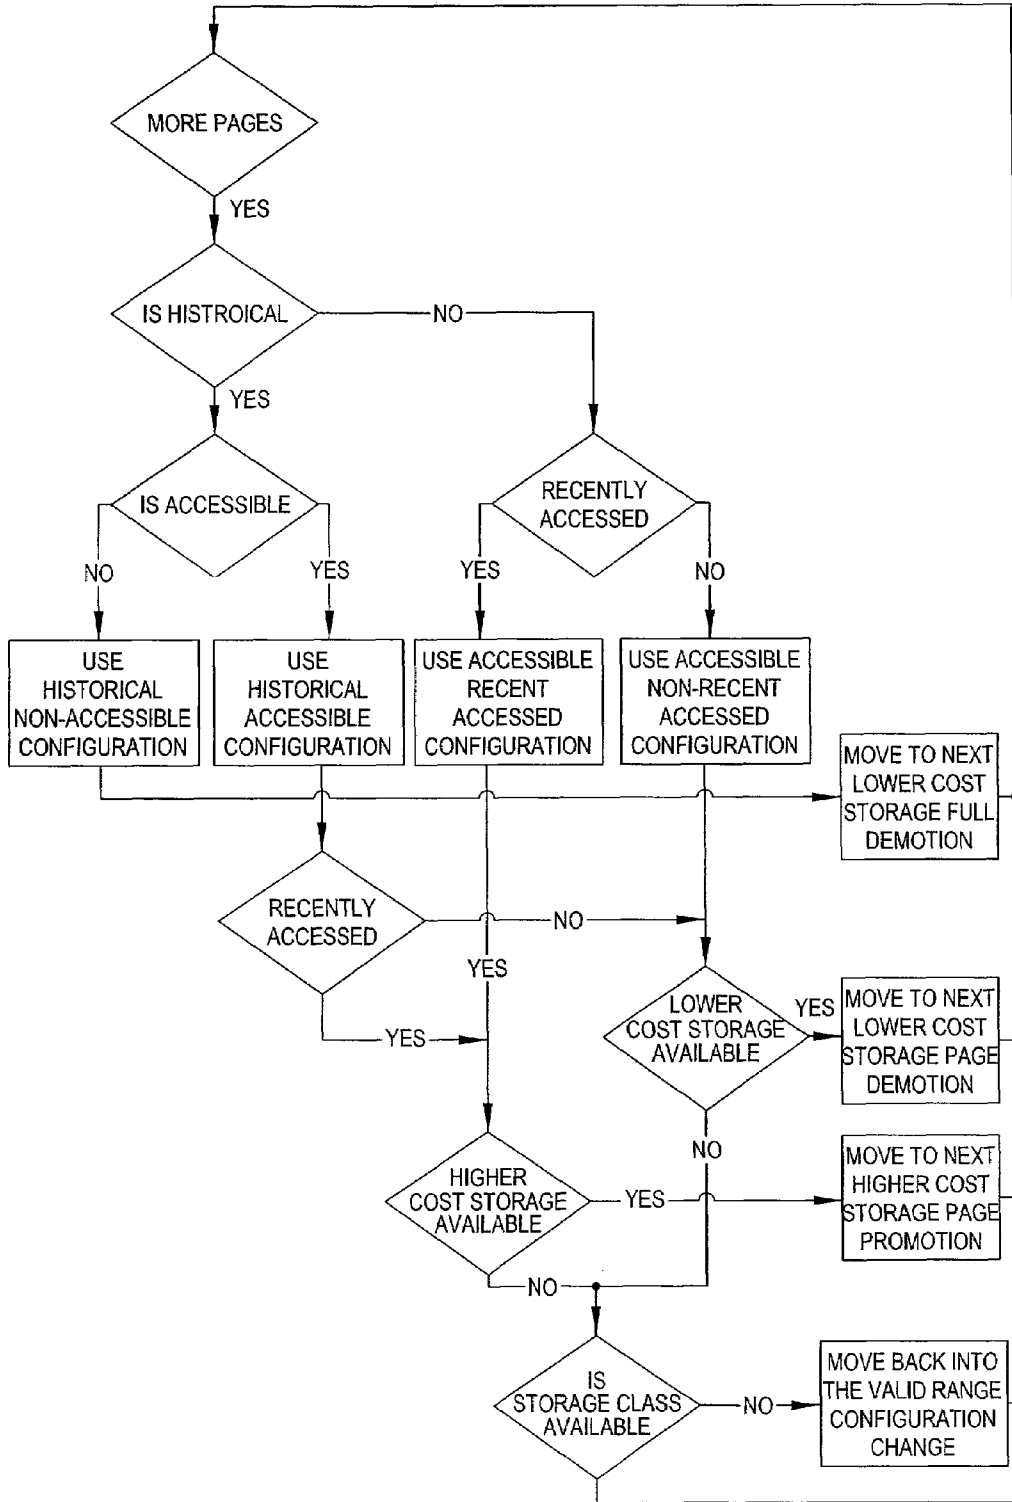 MORE PAGES
YES
IS HISTROICAL
NO
YES
IS ACCESSIBLE
RECENTLY
ACCESSED
NO
YES
YES
NO
USE
HISTORICAL
NON-ACCESSIBLE
CONFIGURATION
USE
HISTORICAL
ACCESSIBLE
CONFIGURATION
USE ACCESSIBLE
RECENT
ACCESSED
CONFIGURATION
USE ACCESSIBLE
NON-RECENT
ACCESSED
CONFIGURATION
MOVE TO NEXT
LOWER COST
STORAGE FULL
DEMOTION
RECENTLY
ACCESSED
NO
YES
YES
LOWER
COST STORAGE
AVAILABLE
YES
MOVE TO NEXT
LOWER COST
STORAGE PAGE
DEMOTION
NO
HIGHER
COST STORAGE
AVAILABLE
YES
MOVE TO NEXT
HIGHER COST
STORAGE PAGE
PROMOTION
NO
IS
STORAGE CLASS
AVAILABLE
NO
MOVE BACK INTO
THE VALID RANGE
CONFIGURATION
CHANGE